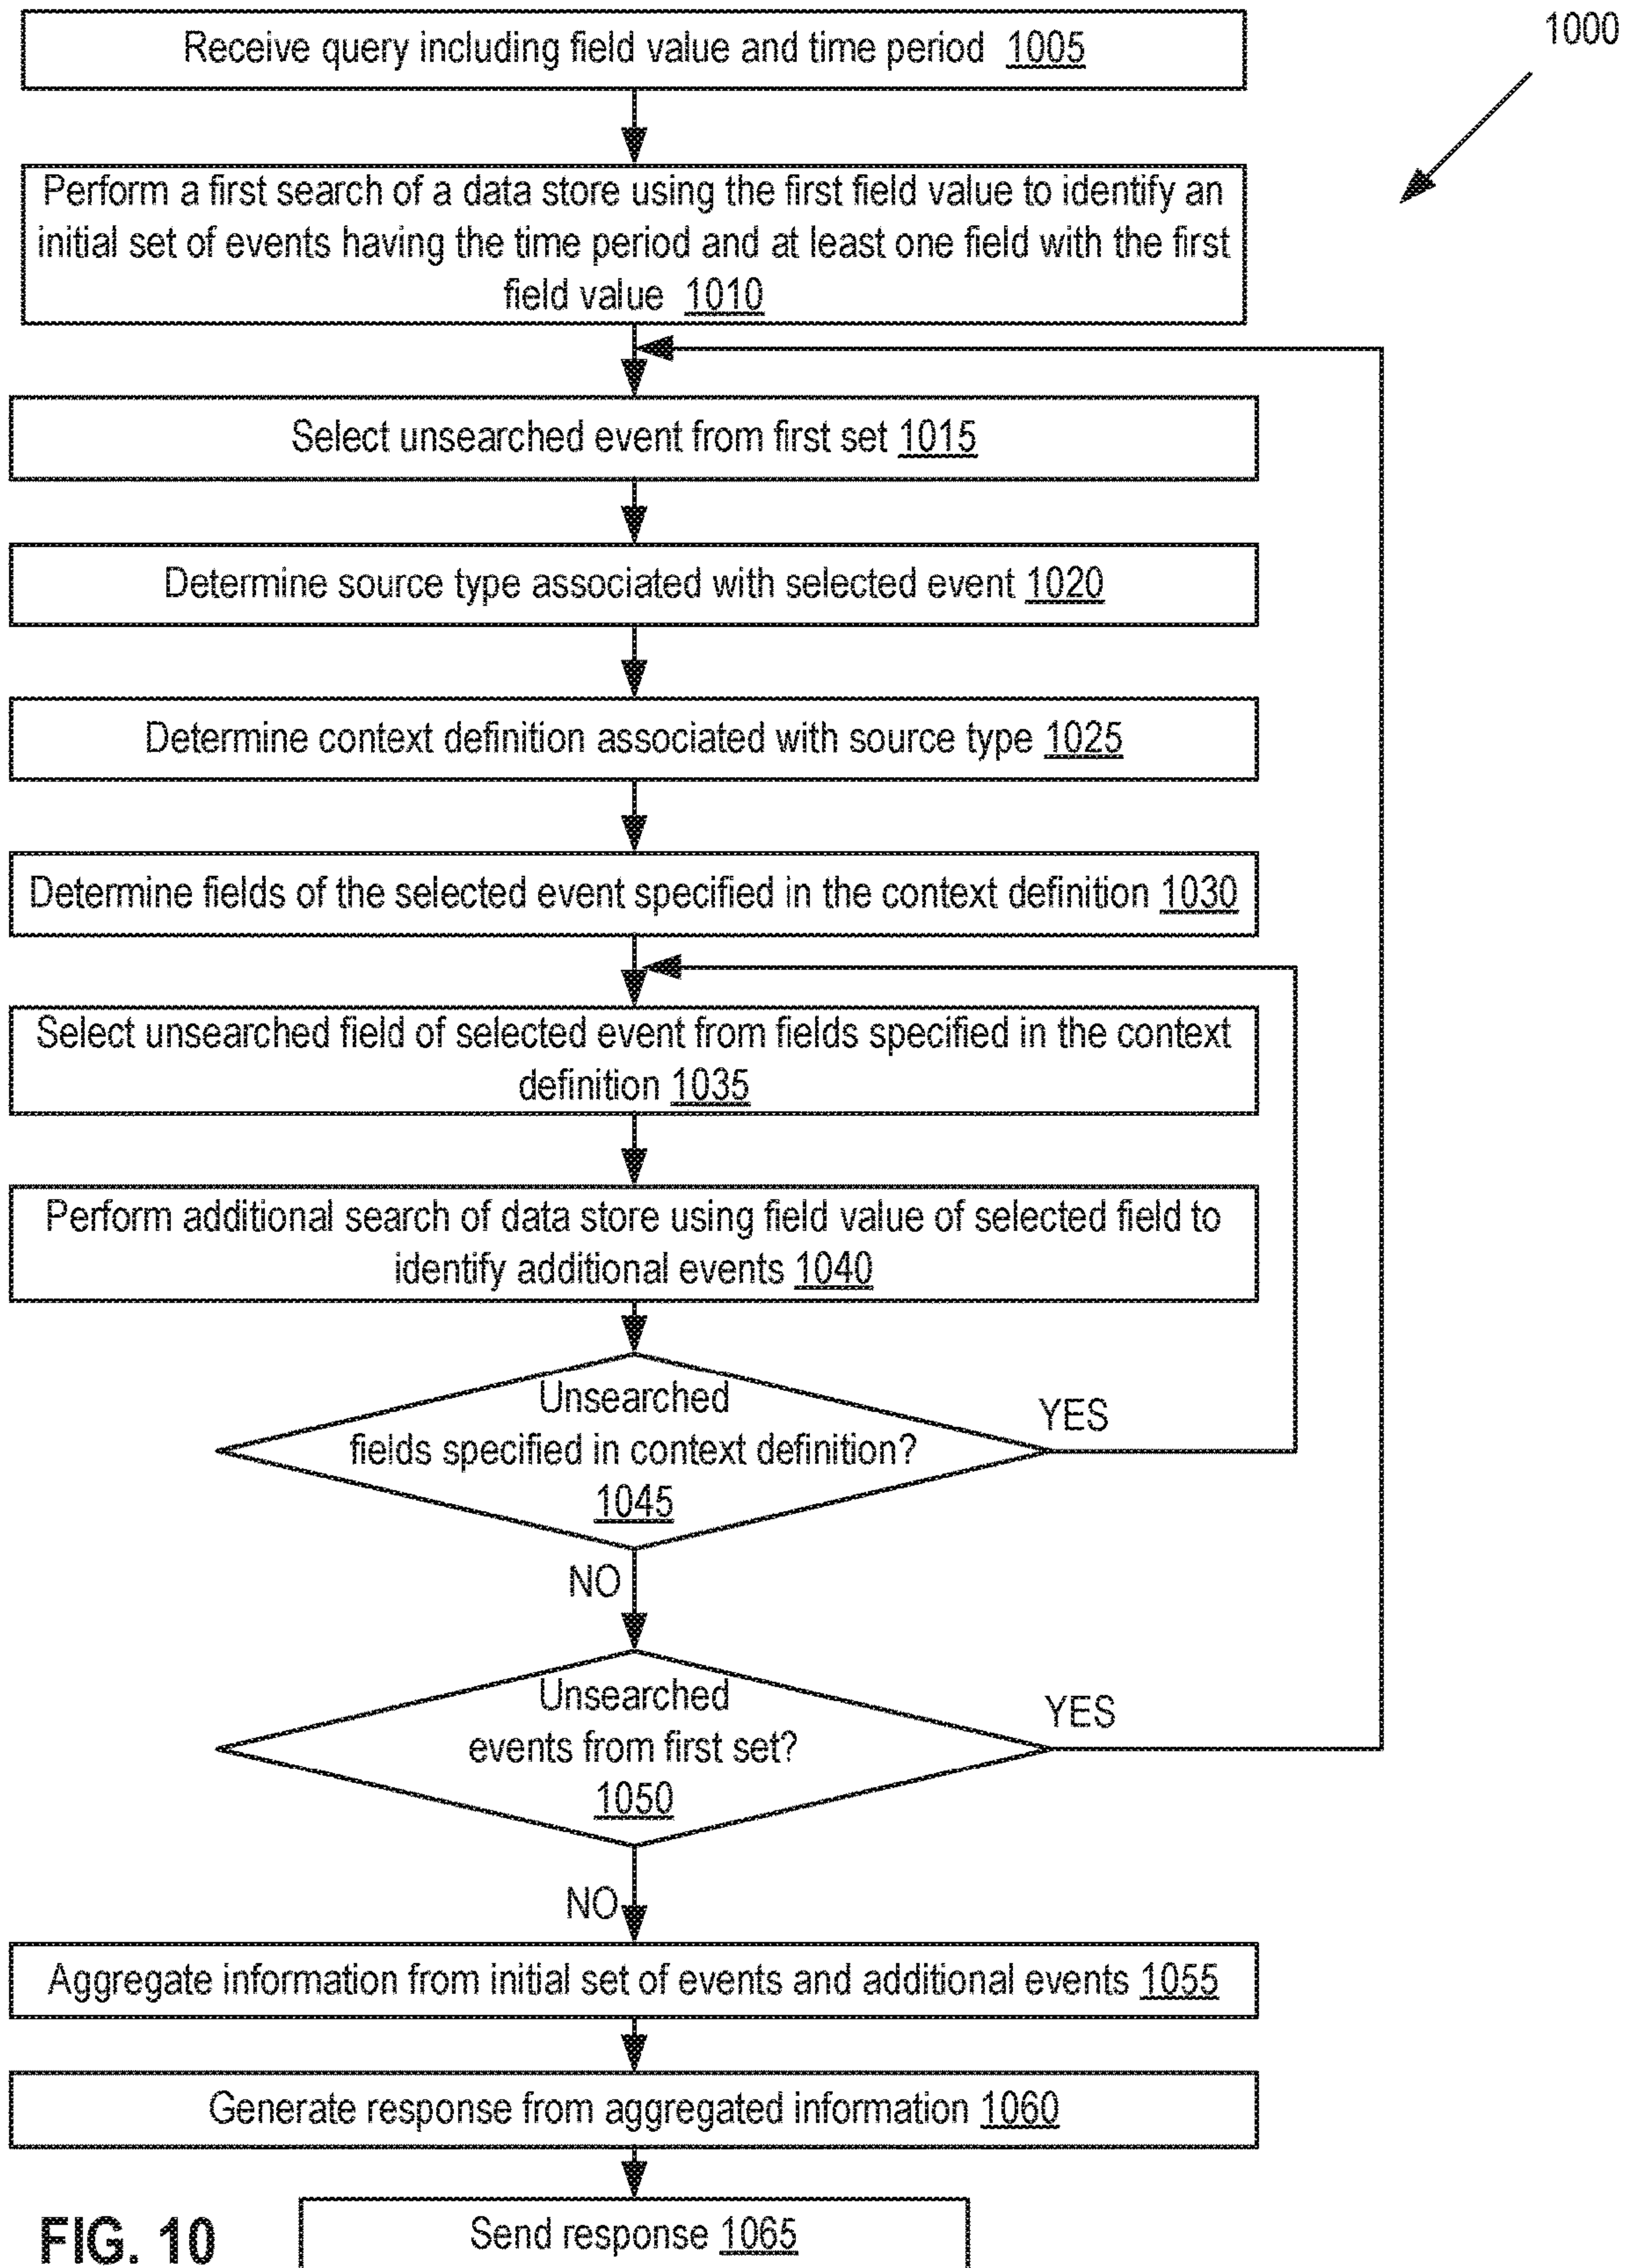 1000
Receive query including field value and time period 1005
Perform a first search of a data store using the first field value to identify an
initial set of events having the time period and at least one field with the first
field value 1010
Select unsearched event from first set 1015
Determine source type associated with selected event 1020
Determine context definition associated with source type 1025
Determine fields of the selected event specified in the context definition 1030
Select unsearched field of selected event from fields specified in the context
definition 1035
Perform additional search of data store using field value of selected field to
identify additional events 1040
Unsearched
fields specified in context definition?
1045
YES
NO
Unsearched
events from first set?
1050
YES
NO
Aggregate information from initial set of events and additional events 1055
Generate response from aggregated information 1060
Send response 1065
FIG. 10